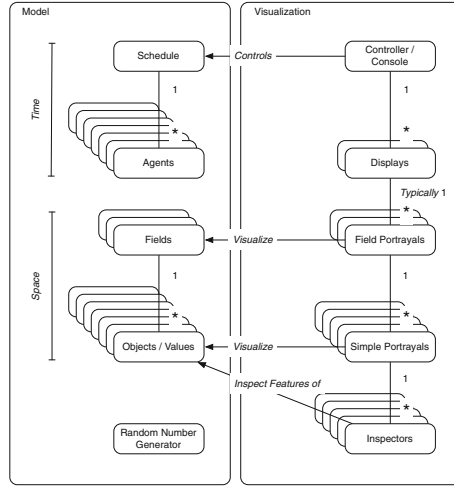 Model
Visualization
Schedule
Controls
Controller /
Console
1
1
Time
*
*
Agents
Displays
Typically 1
*
Fields
Visualize
Field Portrayals
1
1
Space
*
*
Objects / Values
Visualize
Simple Portrayals
1
Inspect Features of
*
Random Number
Generator
Inspectors